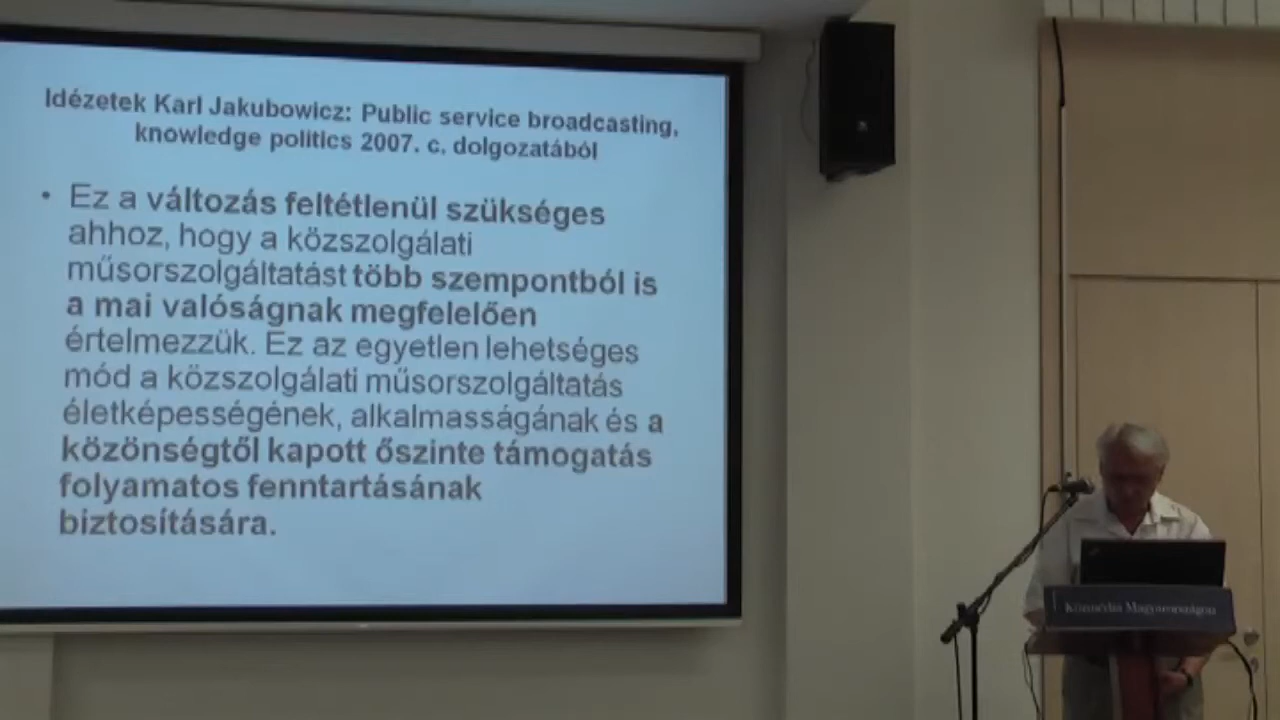 Idézetek Karl Jakubowicz: Public service broadcasting,
knowledge politics 2007. c. dolgozatából
• Ez a változás feltétlenül szükséges
ahhoz, hogy a közszolgálati
műsorszolgáltatást több szempontból is
a mai valóságnak megfelelően
értelmezzük. Ez az egyetlen lehetséges
mód a közszolgálati műsorszolgáltatás
életképességének, alkalmasságának és a
közönségtől kapott őszinte támogatás
folyamatos fenntartásának
biztosítására.
Közmédia Magyarországon